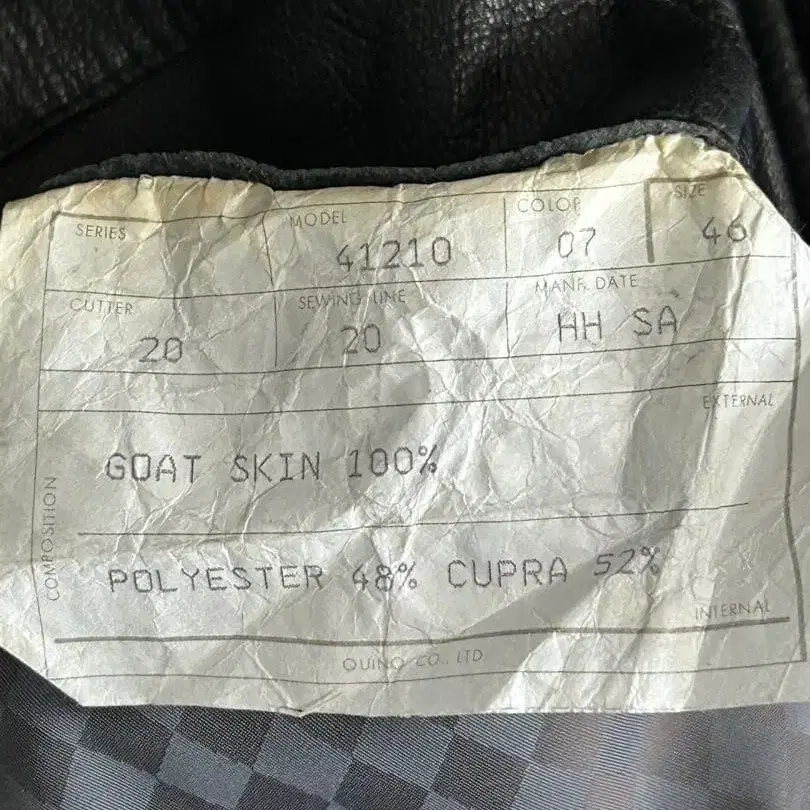 SERIES MODEL COLOR SIZE
41210 07 46
CUTTER SEWING LINE MANF. DATE
20 20 HH SA
EXTERNAL
GOAT SKIN 100%
COMPOSITION
POLYESTER 48% CUPRA 52%
INTERNAL
QUINO CO., LTD